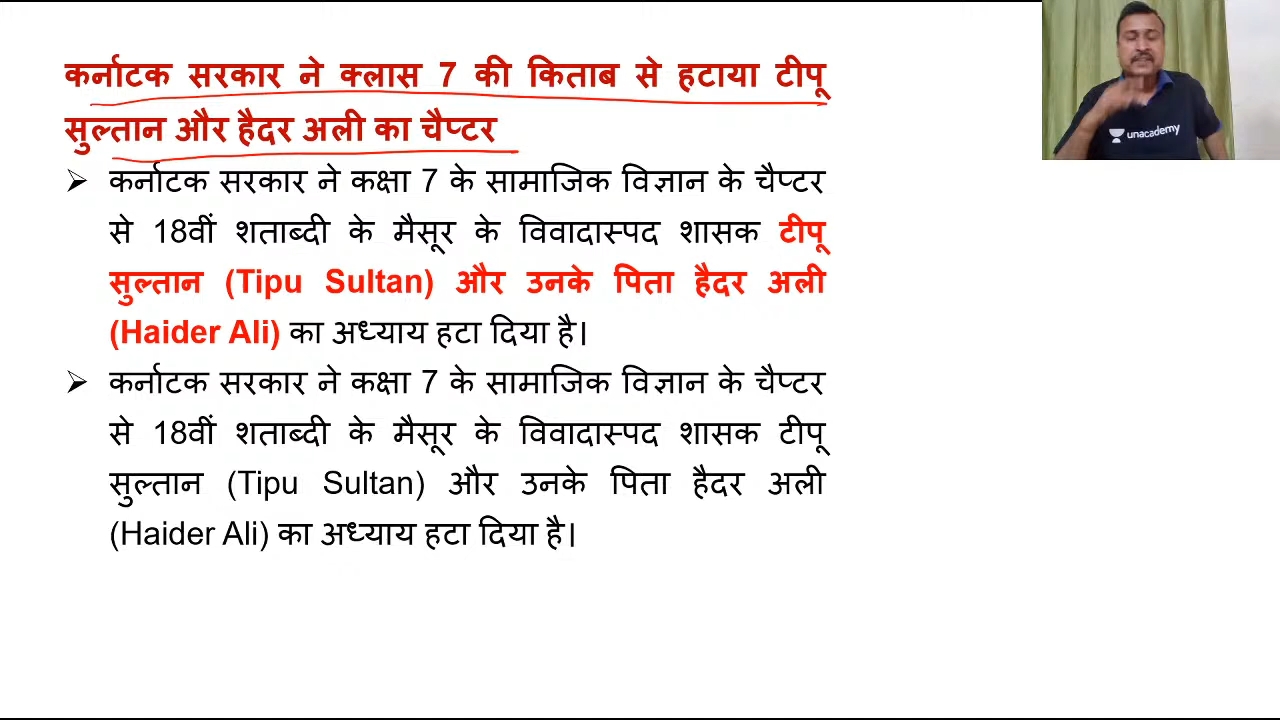 कर्नाटक सरकार ने क्लास 7 की किताब से हटाया टीपू
सुल्तान और हैदर अली का चैप्टर
➢ कर्नाटक सरकार ने कक्षा 7 के सामाजिक विज्ञान के चैप्टर
से 18वीं शताब्दी के मैसूर के विवादास्पद शासक टीपू
सुल्तान (Tipu Sultan) और उनके पिता हैदर अली
(Haider Ali) का अध्याय हटा दिया है।
➢ कर्नाटक सरकार ने कक्षा 7 के सामाजिक विज्ञान के चैप्टर
से 18वीं शताब्दी के मैसूर के विवादास्पद शासक टीपू
सुल्तान (Tipu Sultan) और उनके पिता हैदर अली
(Haider Ali) का अध्याय हटा दिया है।
unacademy